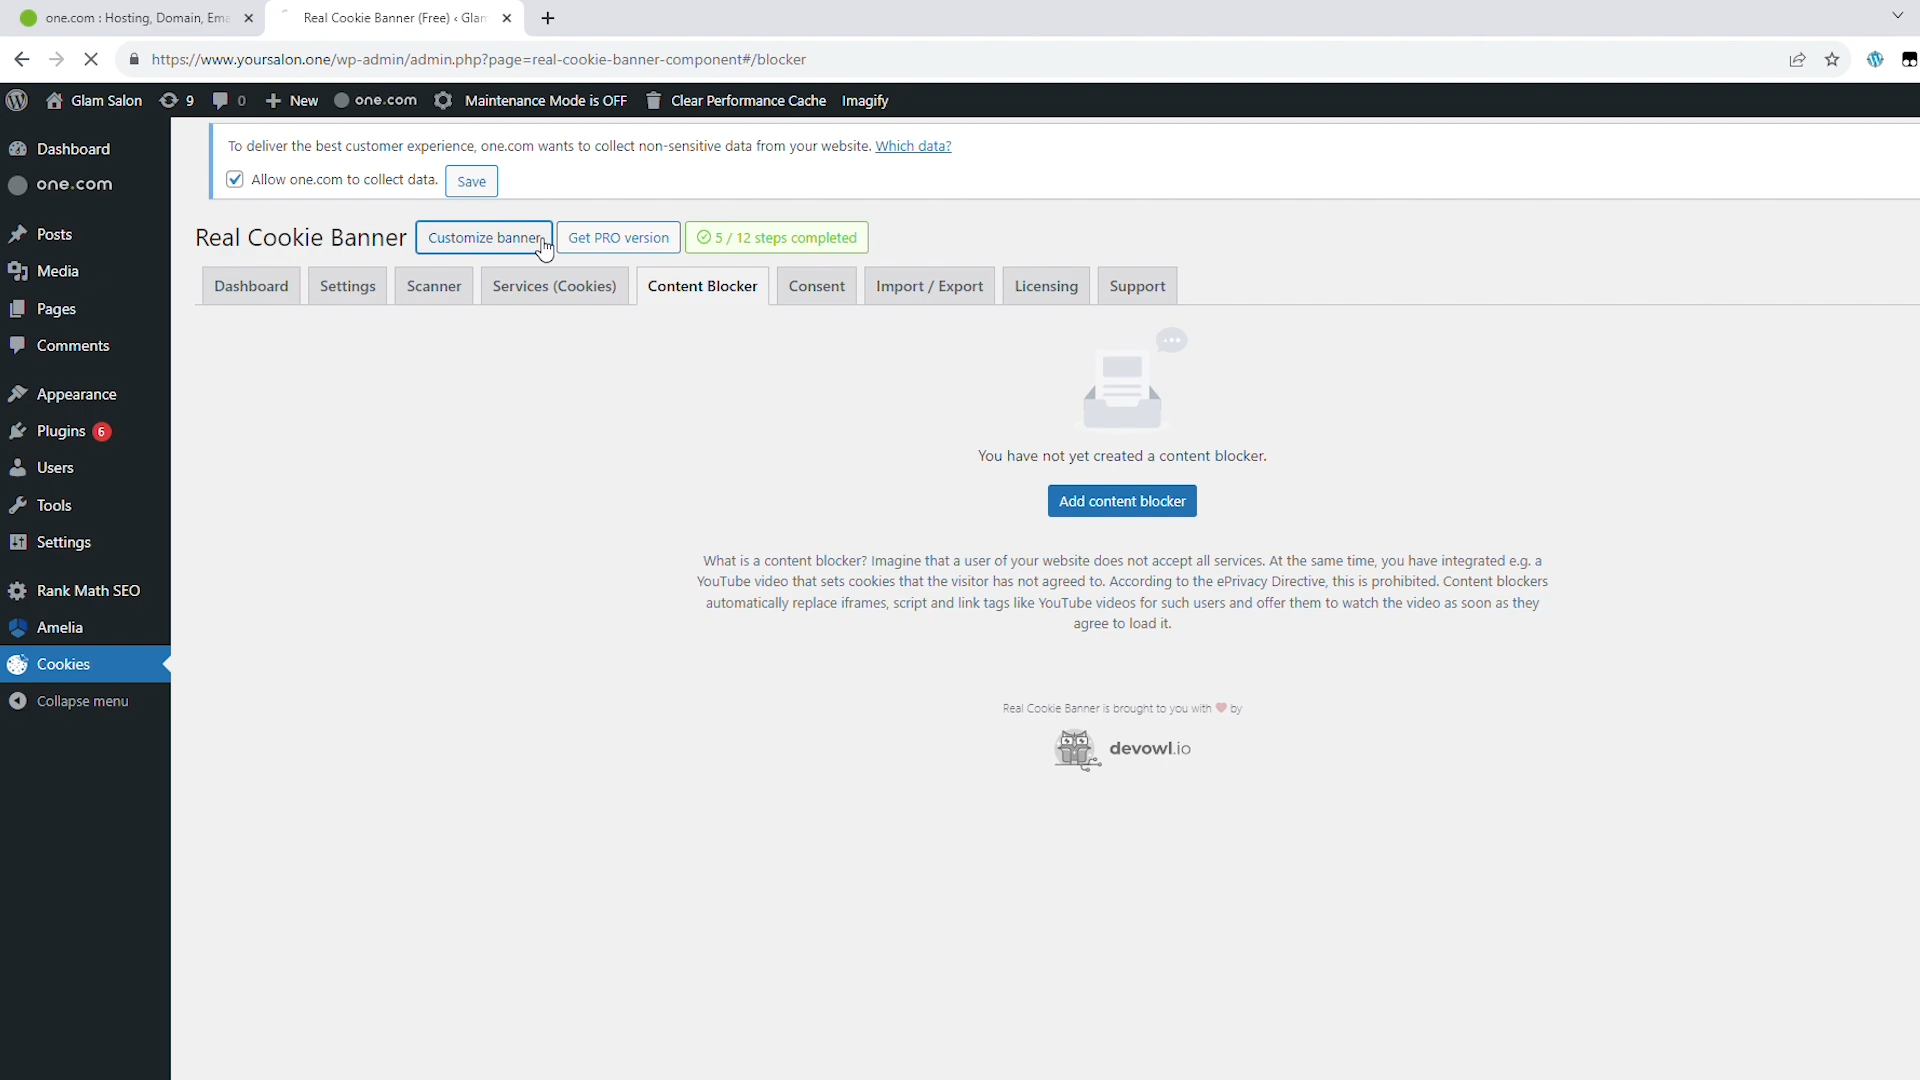 one.com : Hosting, Domain, Ema
Real Cookie Banner (Free) ‹ Glam
https://www.yoursalon.one/wp-admin/admin.php?page=real-cookie-banner-component#/blocker
Glam Salon 9 0 New one.com Maintenance Mode is OFF Clear Performance Cache Imagify
Dashboard
one.com
Posts
Media
Pages
Comments
Appearance
Plugins 6
Users
Tools
Settings
Rank Math SEO
Amelia
Cookies
Collapse menu
To deliver the best customer experience, one.com wants to collect non-sensitive data from your website. Which data?
Allow one.com to collect data. Save
Real Cookie Banner Customize banner Get PRO version 5 / 12 steps completed
Dashboard Settings Scanner Services (Cookies) Content Blocker Consent Import / Export Licensing Support
You have not yet created a content blocker.
Add content blocker
What is a content blocker? Imagine that a user of your website does not accept all services. At the same time, you have integrated e.g. a
YouTube video that sets cookies that the visitor has not agreed to. According to the ePrivacy Directive, this is prohibited. Content blockers
automatically replace iframes, script and link tags like YouTube videos for such users and offer them to watch the video as soon as they
agree to load it.
Real Cookie Banner is brought to you with ❤ by
devowl.io